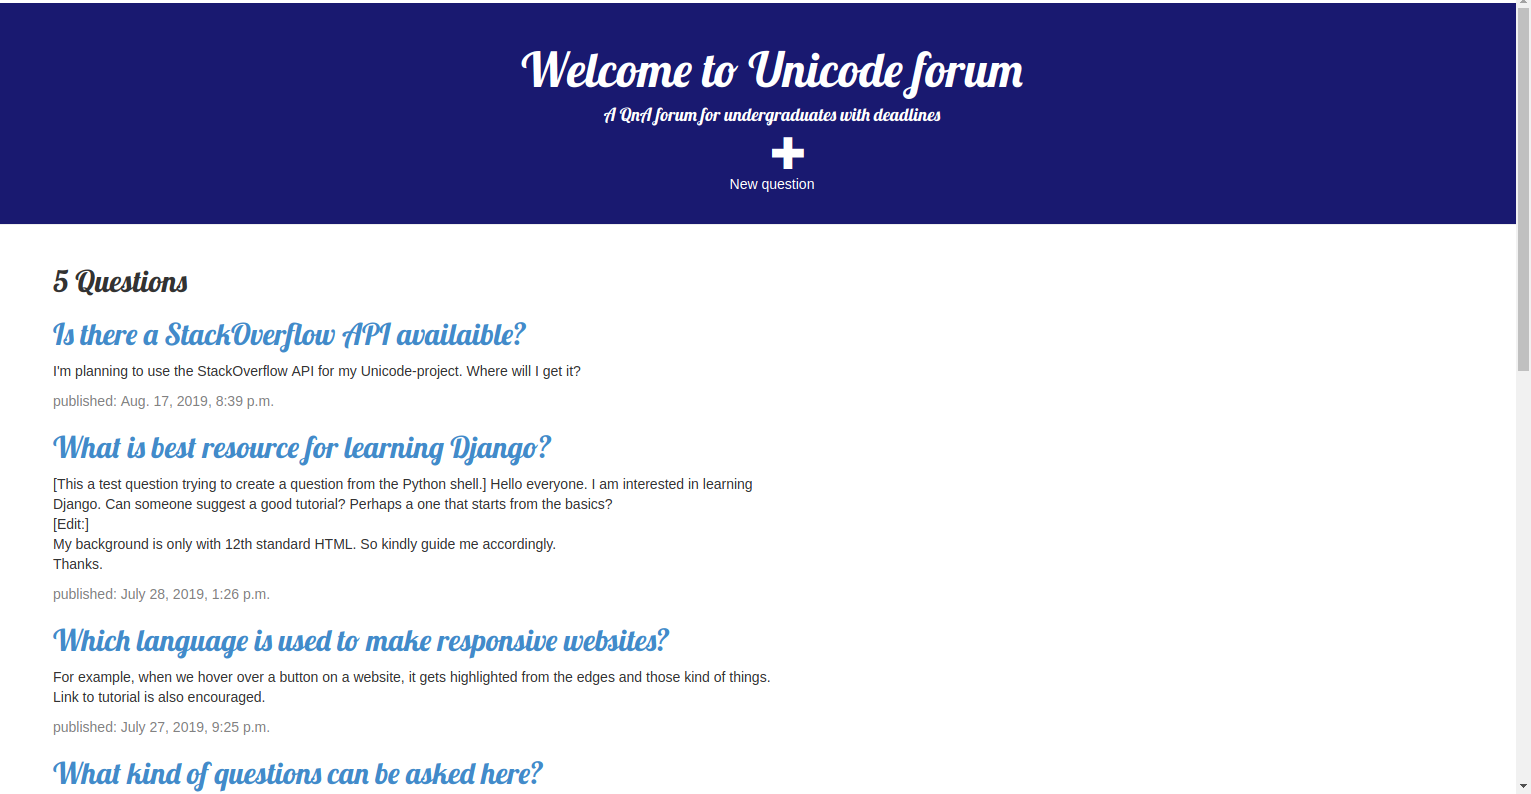 Welcome to Unicode forum
A QnA forum for undergraduates with deadlines
New question
5 Questions
Is there a StackOverflow API availaible?
I'm planning to use the StackOverflow API for my Unicode-project. Where will I get it?
published: Aug. 17, 2019, 8:39 p.m.
What is best resource for learning Django?
[This a test question trying to create a question from the Python shell.] Hello everyone. I am interested in learning
Django. Can someone suggest a good tutorial? Perhaps a one that starts from the basics?
[Edit:]
My background is only with 12th standard HTML. So kindly guide me accordingly.
Thanks.
published: July 28, 2019, 1:26 p.m.
Which language is used to make responsive websites?
For example, when we hover over a button on a website, it gets highlighted from the edges and those kind of things.
Link to tutorial is also encouraged.
published: July 27, 2019, 9:25 p.m.
What kind of questions can be asked here?